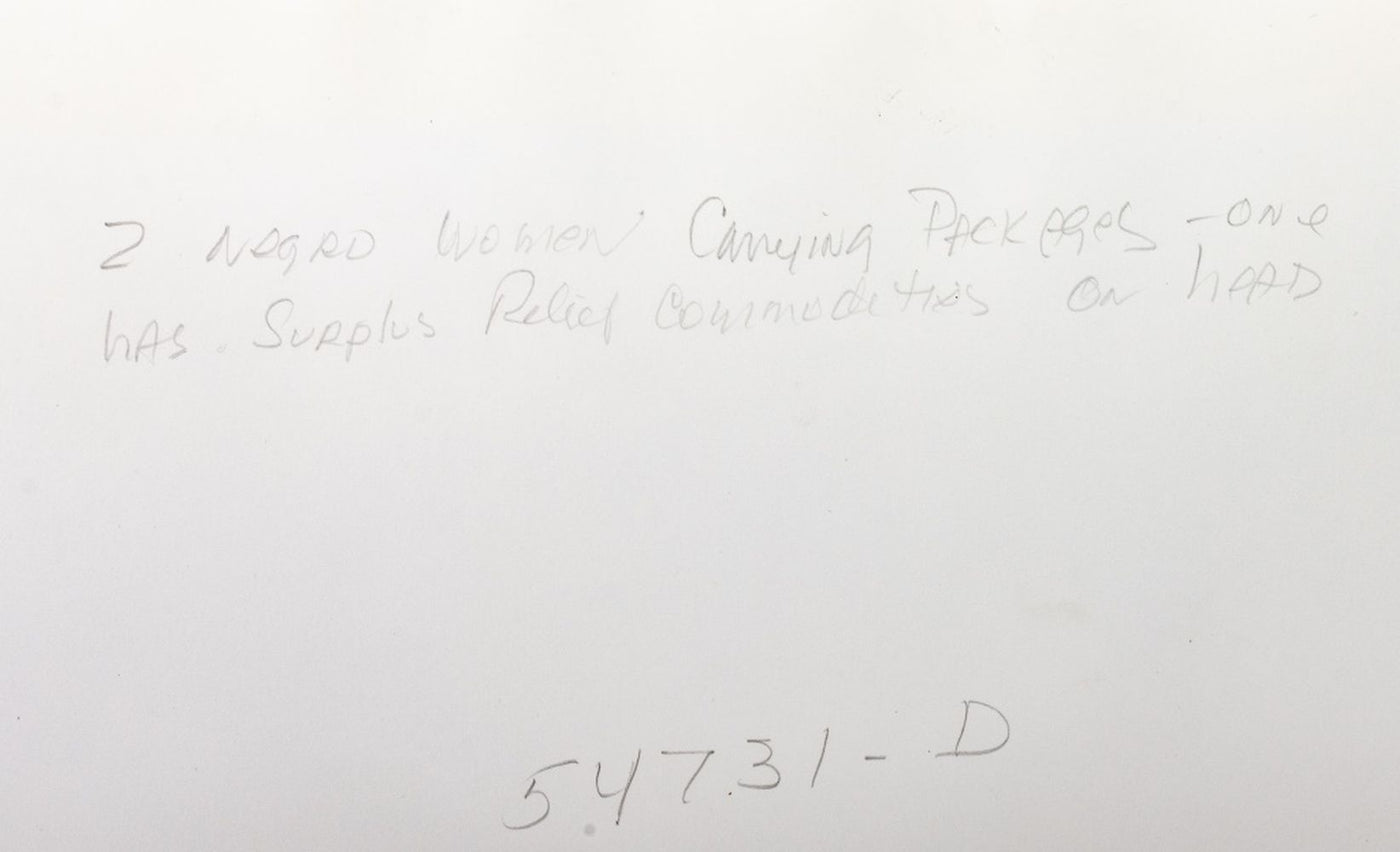 2 Negro women Carrying Packages - one
has Surplus Relief Commodities on head
54731 - D